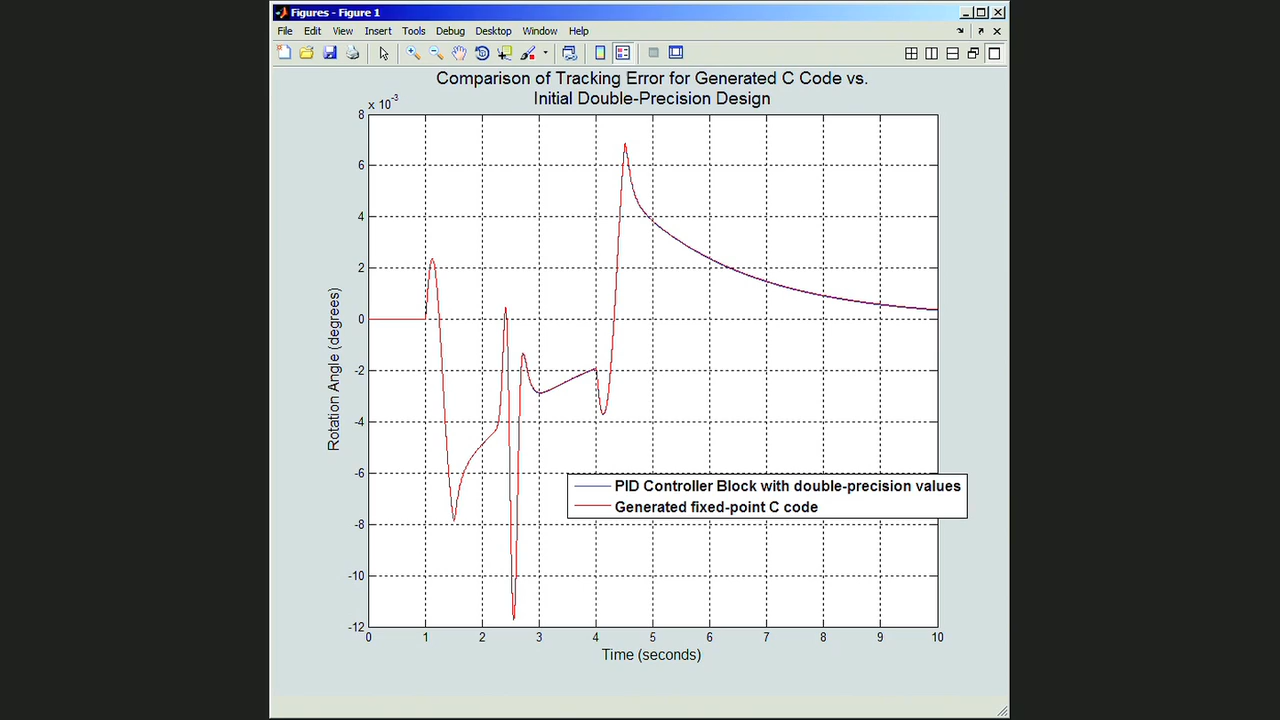 Figures - Figure 1
File Edit View Insert Tools Debug Desktop Window Help
Comparison of Tracking Error for Generated C Code vs.
Initial Double-Precision Design
x 10^-3
8
6
4
2
0
-2
-4
-6
-8
-10
-12
Rotation Angle (degrees)
PID Controller Block with double-precision values
Generated fixed-point C code
0 1 2 3 4 5 6 7 8 9 10
Time (seconds)